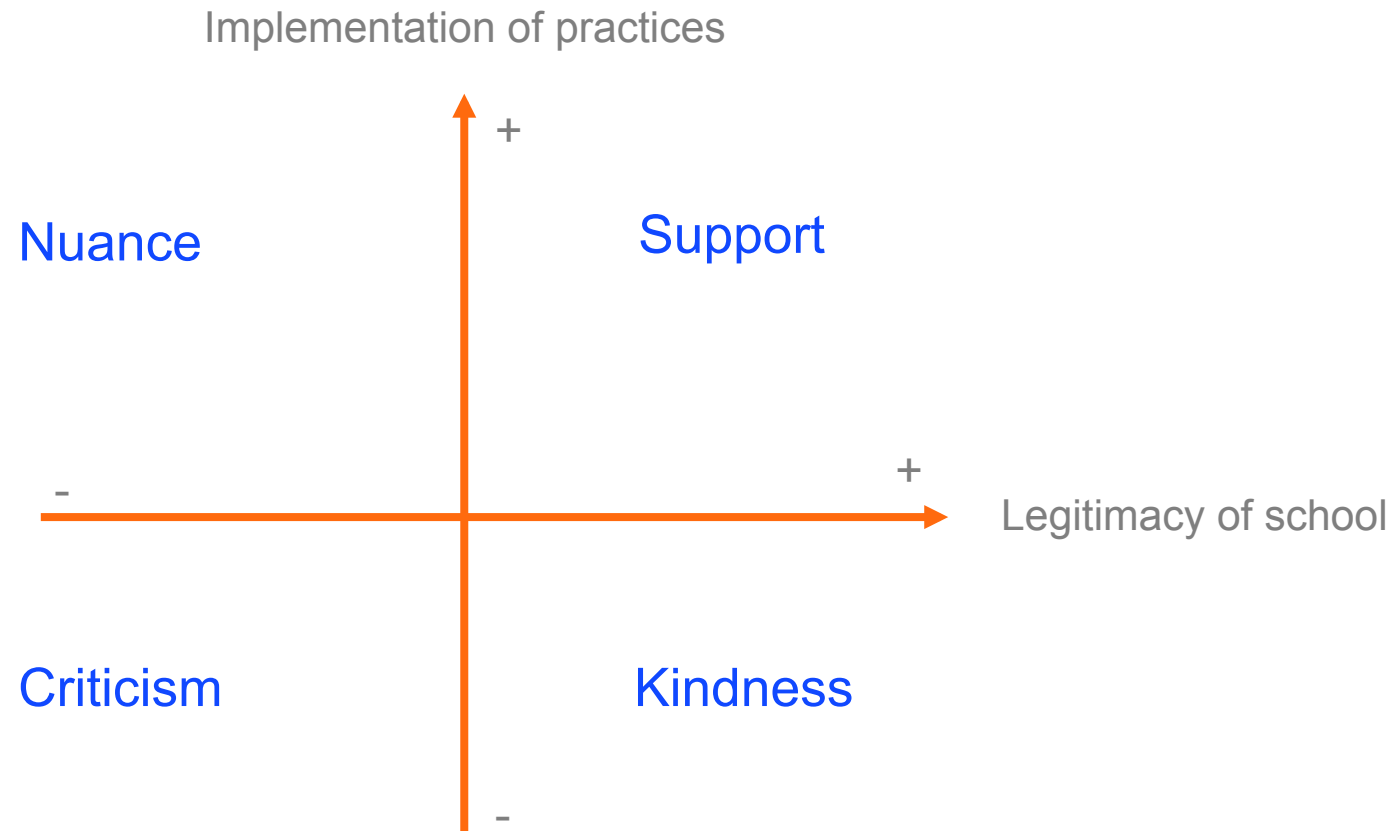 Implementation of practices
+
Nuance
Support
+
-
Legitimacy of school
Criticism
Kindness
-